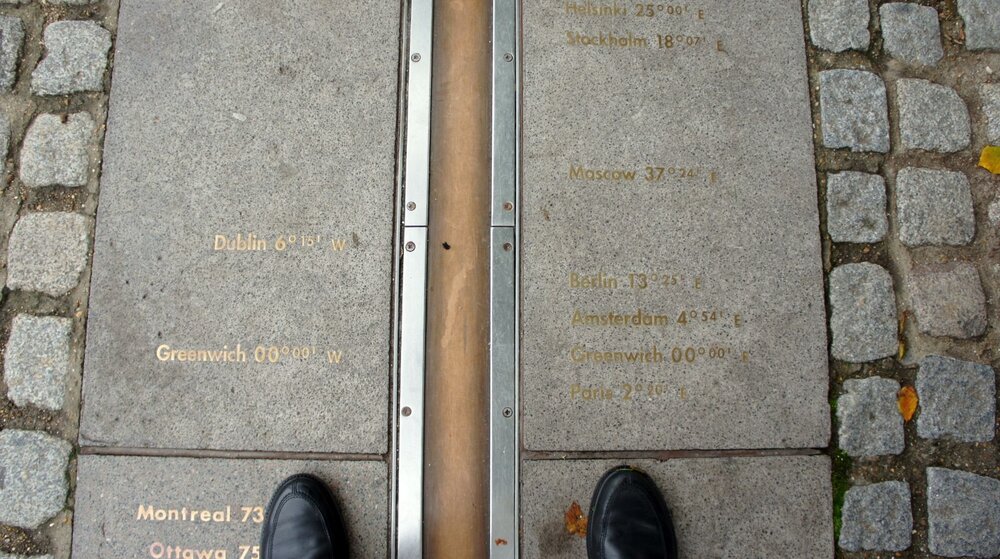 Helsinki 25° 00' E
Stockholm 18° 07' E
Moscow 37° 24' E
Dublin 6° 15' W
Berlin 13° 25' E
Amsterdam 4° 54' E
Greenwich 00° 00' W
Greenwich 00° 00' E
Paris 2° 20' E
Montreal 73
Ottawa 75